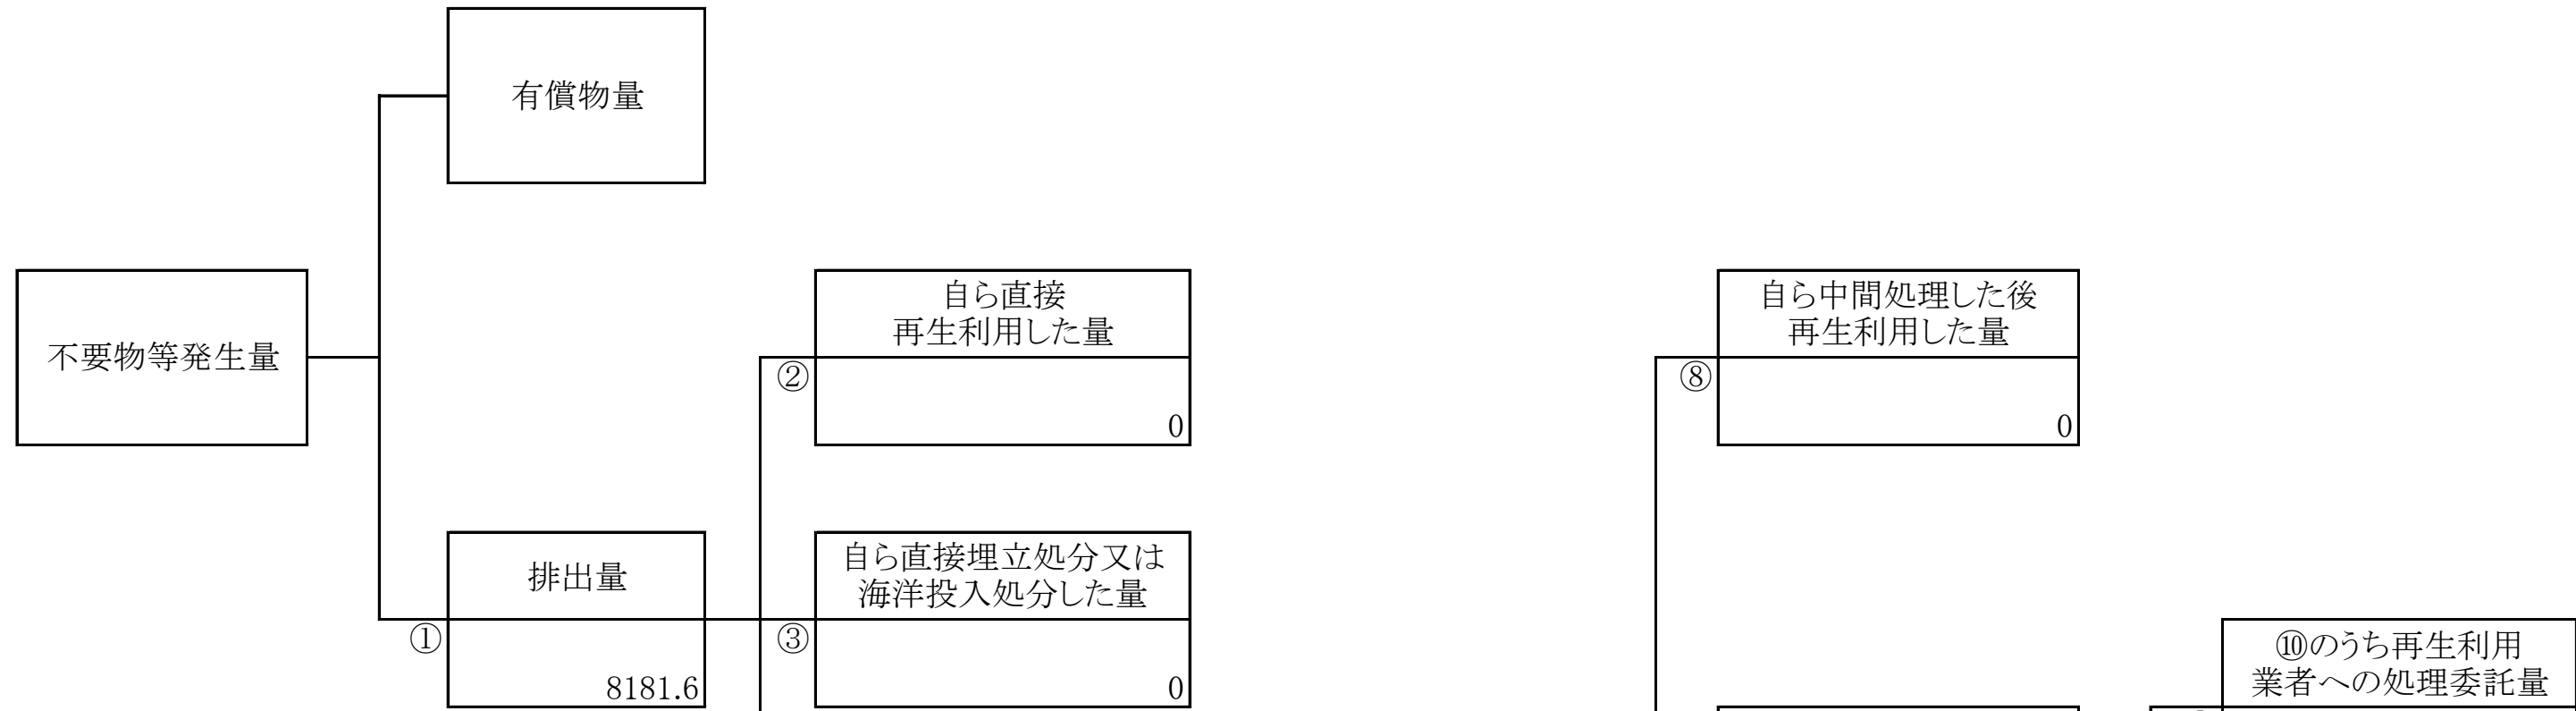 有償物量
不要物等発生量
自ら直接
再生利用した量
②
0
自ら中間処理した後
再生利用した量
⑧
0
排出量
①
8181.6
自ら直接埋立処分又は
海洋投入処分した量
③
0
⑩のうち再生利用
業者への処理委託量